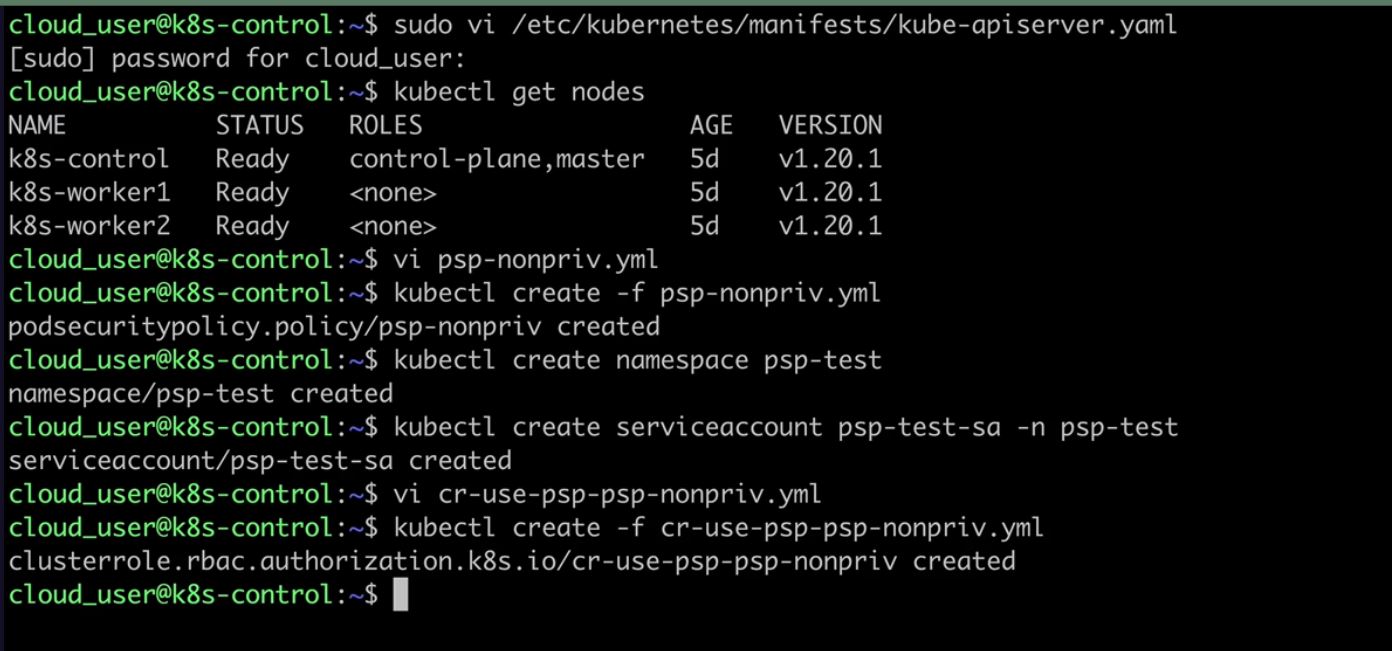 cloud_user@k8s-control:~$ sudo vi /etc/kubernetes/manifests/kube-apiserver.yaml
[sudo] password for cloud_user:
cloud_user@k8s-control:~$ kubectl get nodes
NAME          STATUS   ROLES                  AGE   VERSION
k8s-control   Ready    control-plane,master   5d    v1.20.1
k8s-worker1   Ready    <none>                 5d    v1.20.1
k8s-worker2   Ready    <none>                 5d    v1.20.1
cloud_user@k8s-control:~$ vi psp-nonpriv.yml
cloud_user@k8s-control:~$ kubectl create -f psp-nonpriv.yml
podsecuritypolicy.policy/psp-nonpriv created
cloud_user@k8s-control:~$ kubectl create namespace psp-test
namespace/psp-test created
cloud_user@k8s-control:~$ kubectl create serviceaccount psp-test-sa -n psp-test
serviceaccount/psp-test-sa created
cloud_user@k8s-control:~$ vi cr-use-psp-psp-nonpriv.yml
cloud_user@k8s-control:~$ kubectl create -f cr-use-psp-psp-nonpriv.yml
clusterrole.rbac.authorization.k8s.io/cr-use-psp-psp-nonpriv created
cloud_user@k8s-control:~$